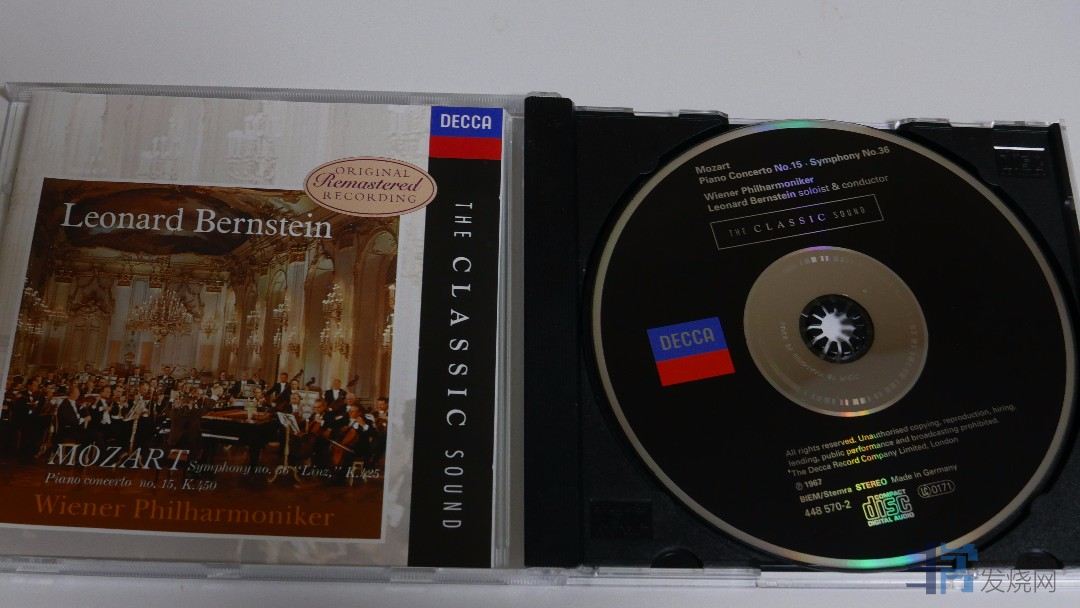 DECCA
ORIGINAL
Remastered
RECORDING
Leonard Bernstein
THE CLASSIC SOUND
MOZART Symphony no. 36 "Linz," K.425
Piano concerto no. 15, K.450
Wiener Philharmoniker
Mozart
Piano Concerto No.15 · Symphony No.36
Wiener Philharmoniker
Leonard Bernstein soloist & conductor
THE CLASSIC SOUND
DECCA
All rights reserved. Unauthorised copying, reproduction, hiring,
lending, public performance and broadcasting prohibited.
*The Decca Record Company Limited, London
℗ 1967
BIEM/Stemra STEREO Made in Germany
448 570-2
COMPACT
disc
DIGITAL AUDIO
LC 0171
发烧网